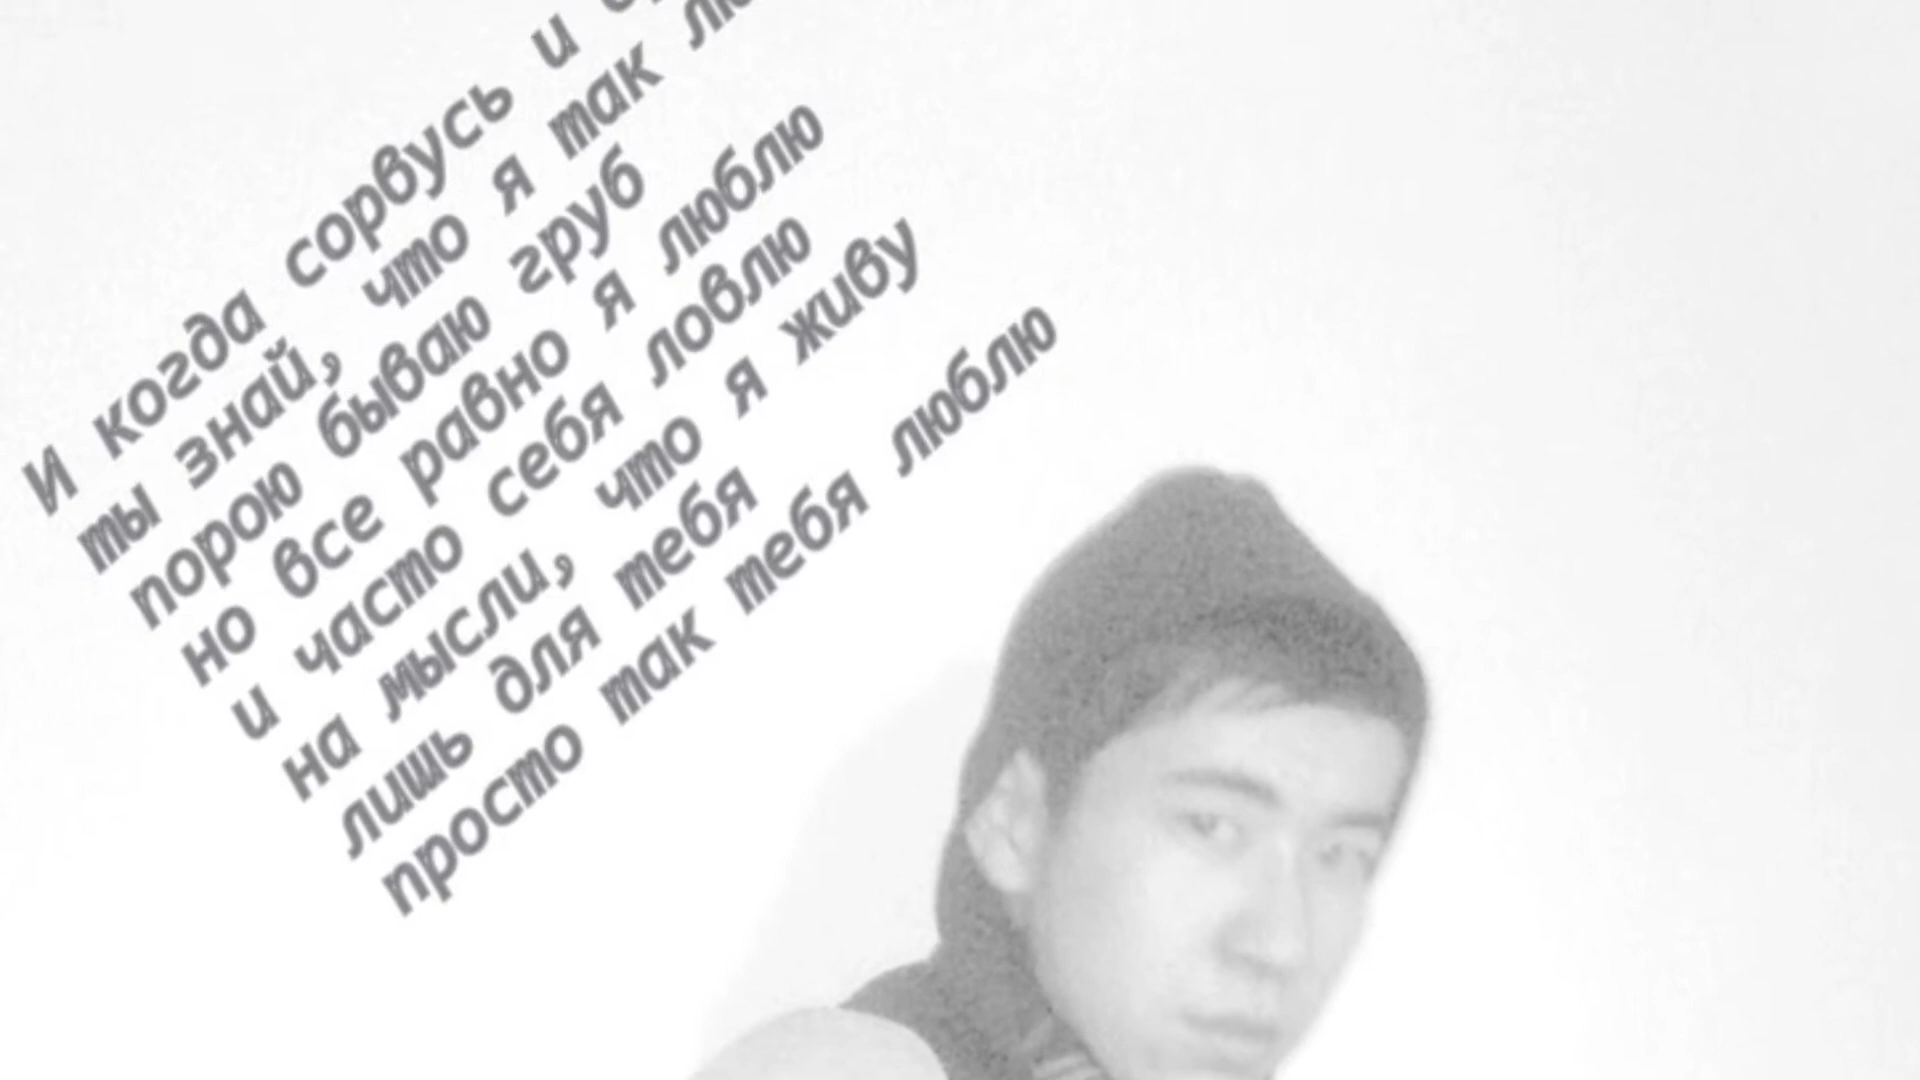 И когда сорвусь и
ты знай, что я так
порою бываю груб
но все равно я люблю
и часто себя ловлю
на мысли, что я живу
лишь для тебя
просто так тебя люблю